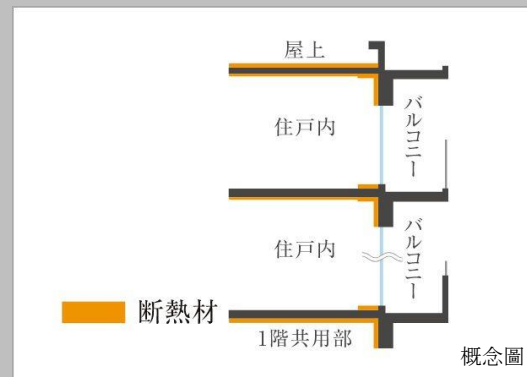 屋上
住戸内
バルコニー
住戸内
バルコニー
断熱材
1階共用部
概念圖